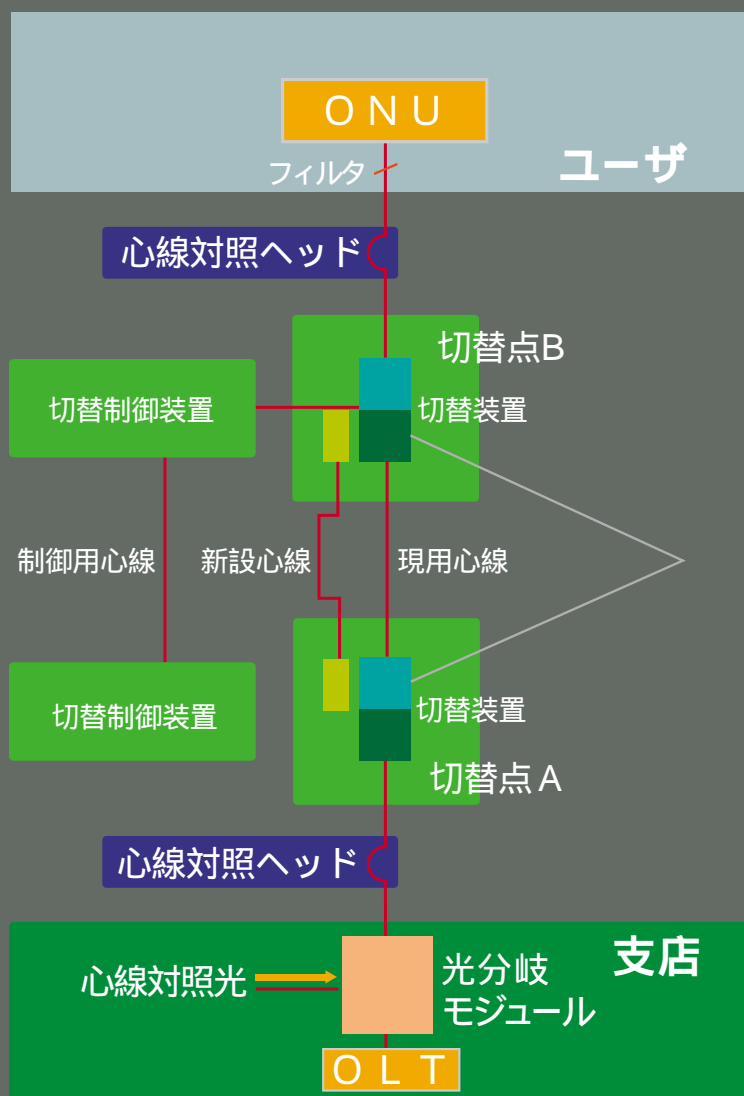 ＯＮＵ
フィルタ
ユーザ
心線対照ヘッド
切替点B
切替制御装置
切替装置
制御用心線
新設心線
現用心線
切替制御装置
切替装置
切替点A
心線対照ヘッド
支店
心線対照光
光分岐
モジュール
ＯＬＴ